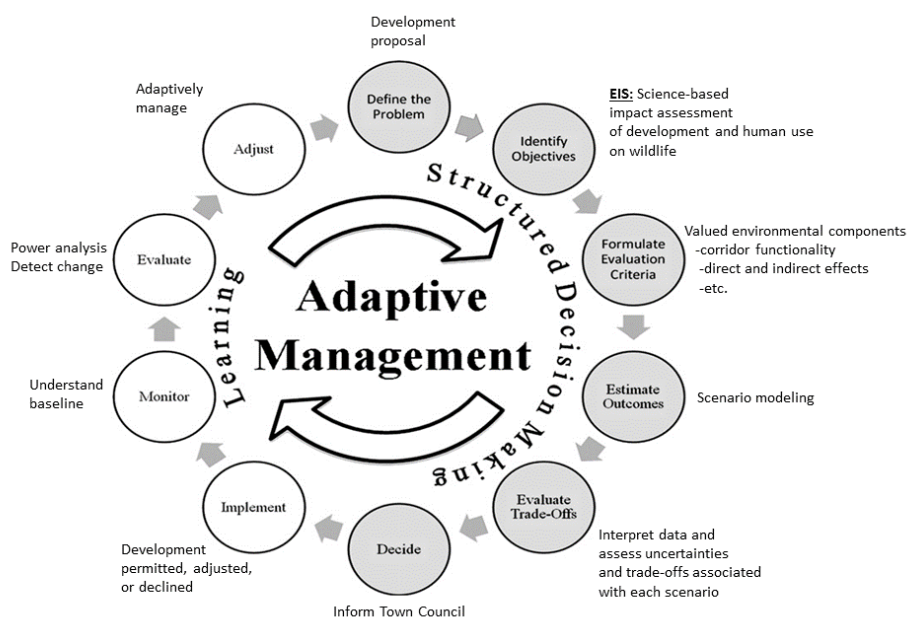 Development
proposal
Define the
Problem
EIS: Science-based
impact assessment
of development and human use
on wildlife
Identify
Objectives
Valued environmental components
-corridor functionality
-direct and indirect effects
-etc.
Formulate
Evaluation
Criteria
Estimate
Outcomes
Scenario modeling
Evaluate
Trade-Offs
Interpret data and
assess uncertainties
and trade-offs associated
with each scenario
Decide
Inform Town Council
Implement
Development
permitted, adjusted,
or declined
Monitor
Understand
baseline
Evaluate
Power analysis
Detect change
Adjust
Adaptively
manage
Structured Decision Making
Learning
Adaptive
Management